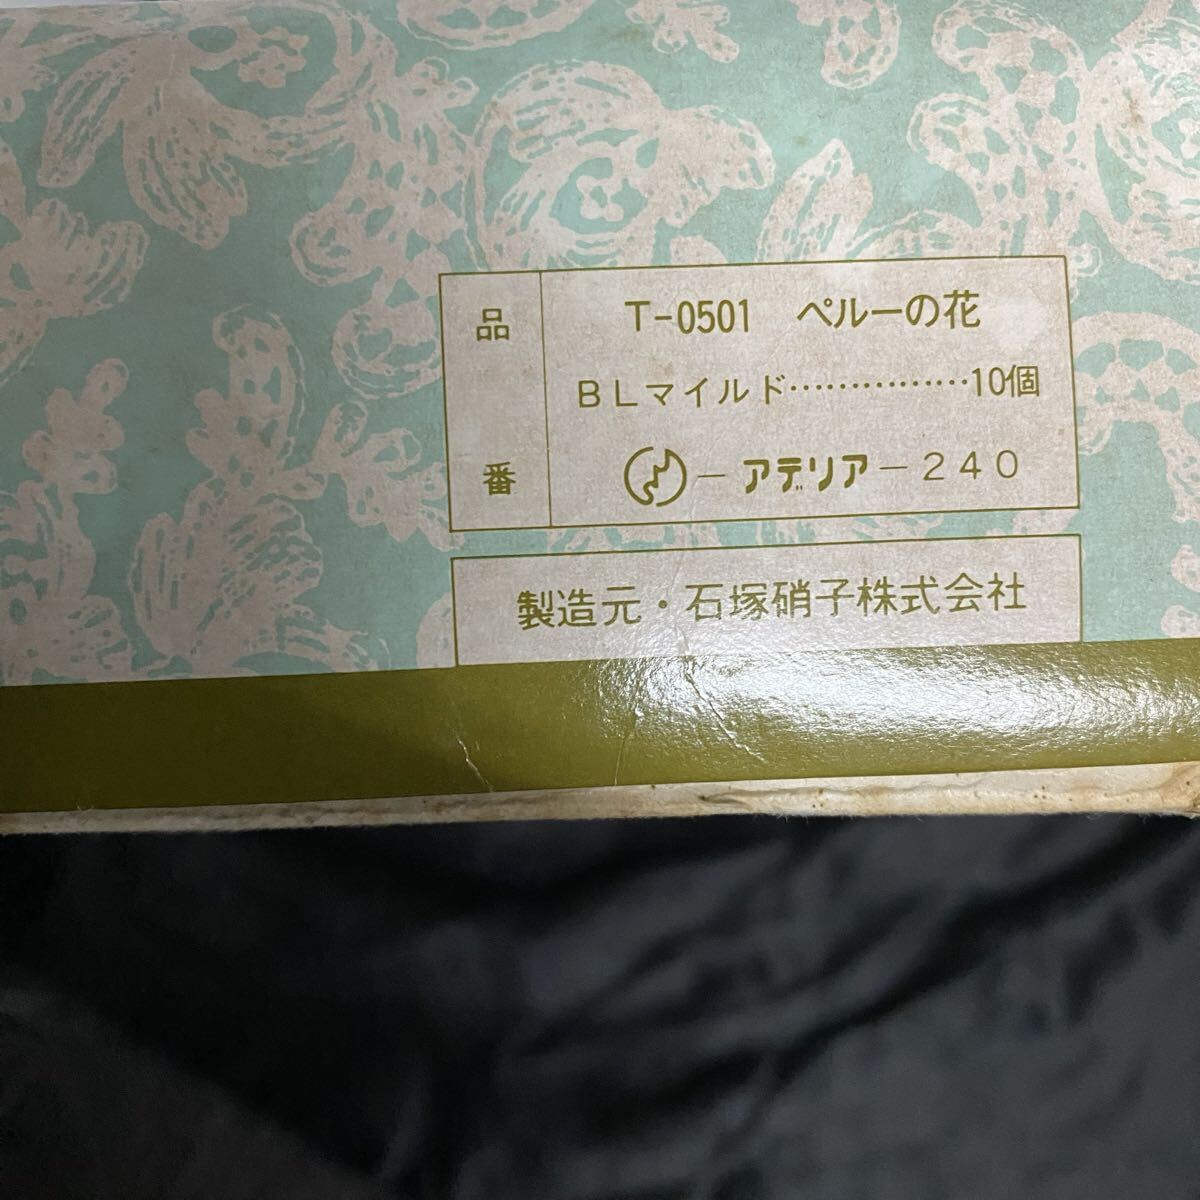 品番
T-0501 ペルーの花
BLマイルド……………10個
-アデリア-240
製造元・石塚硝子株式会社